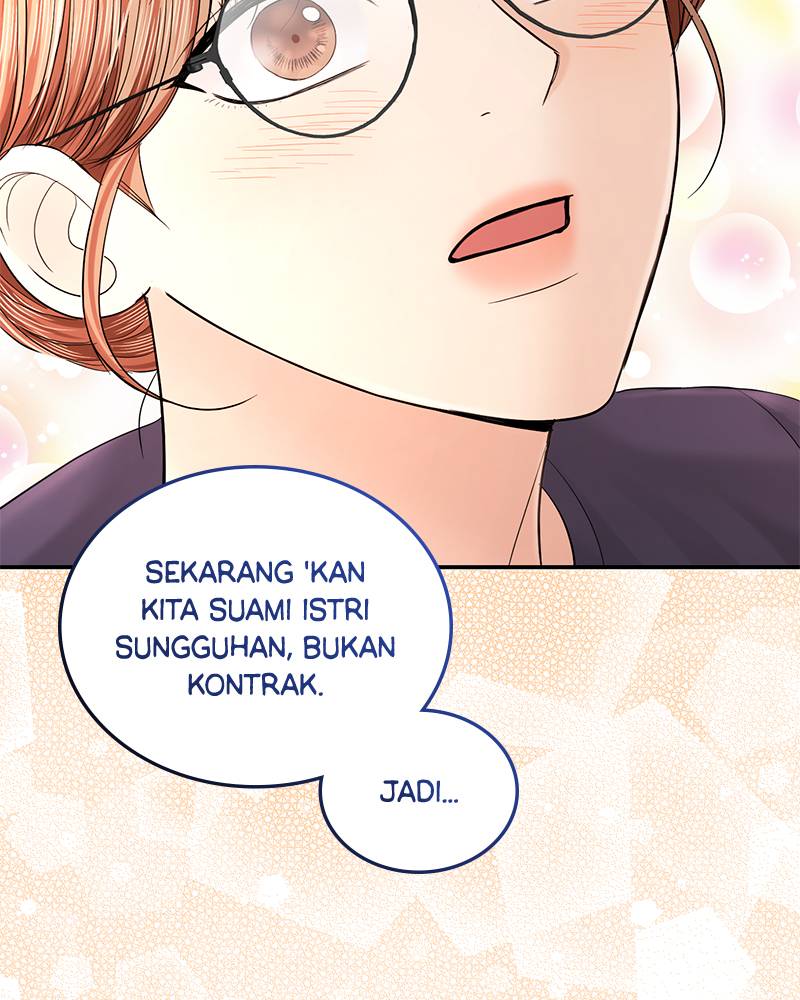 SEKARANG 'KAN
KITA SUAMI ISTRI
SUNGGUHAN, BUKAN
KONTRAK.
JADI...